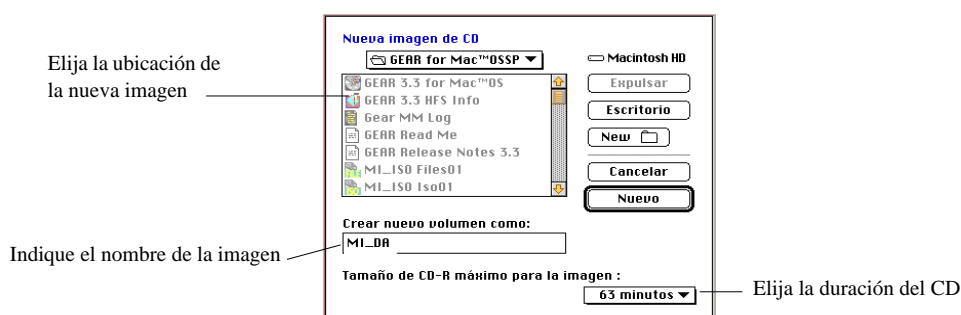 Nueva imagen de CD
GEAR for Mac™OSSP
Macintosh HD
Elija la ubicación de
la nueva imagen
GEAR 3.3 for Mac™OS
GEAR 3.3 HFS Info
Gear MM Log
GEAR Read Me
GEAR Release Notes 3.3
MI_ISO Files01
MI_ISO Iso01
Expulsar
Escritorio
New
Cancelar
Nuevo
Crear nuevo volumen como:
MI_DA
Indique el nombre de la imagen
Tamaño de CD-R máximo para la imagen :
63 minutos
Elija la duración del CD